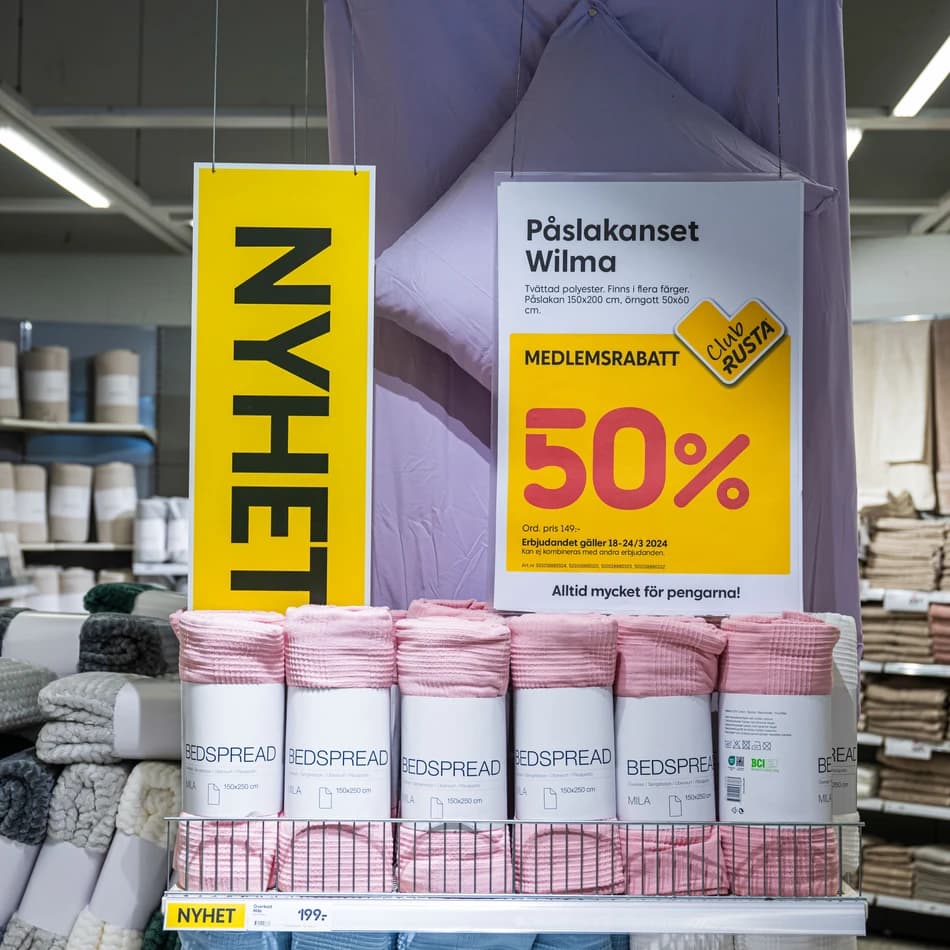 NYHET
Påslakanset
Wilma
Tvättad polyester. Finns i flera färger.
Påslakan 150x200 cm, örngott 50x60
cm.
Club
RUSTA
MEDLEMSRABATT
50%
Ord. pris 149:-
Erbjudandet gäller 18-24/3 2024
Kan ej kombineras med andra erbjudanden.
Alltid mycket för pengarna!
BEDSPREAD
150x250 cm
BEDSPREAD
MILA
150x250 cm
BEDSPREAD
MILA
150x250 cm
BEDSPREAD
MILA
150x250 cm
BEDSPREA
MILA
150x250 cm
BCI
NYHET
Överkast
Mila
199:-